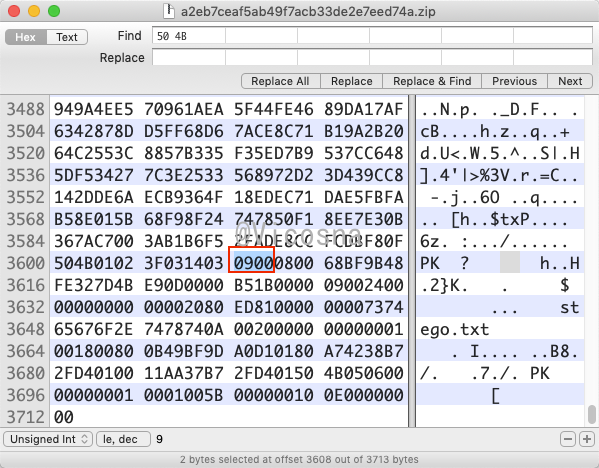 a2eb7ceaf5ab49f7acb33de2e7eed74a.zip
Hex Text Find 50 4B
Replace
Replace All Replace Replace & Find Previous Next
3488 949A4EE5 570961AEA 5F44FE46 89DA17AF ..N.p. ._D.F.. .
3504 6342878D D5FF68D6 7ACE8C71 B19A2B20 cB....h.z..q..+
3520 64C2553C 8857B335 F35ED7B9 537CC648 d.U<.W.5.^..S|.H
3536 5DF53427 7C3E2533 568972D2 3D439CC8 ].4'|>%3V.r.=C..
3552 142DDE6A ECB9364F 18EDEC71 DAE5FBFA -.j..6O ..q....
3568 B58E015B 68F98F24 747850F1 8EE7E30B .. [h..$txP....
3584 367AC700 3AB1B6F5 2FADE8CC FCDBF80F 6z. :.../......
3600 504B0102 3F031403 09000800 68BF9B48 PK ? h..H
3616 FE327D4B E90D0000 B51B0000 09002400 .2}K. . $
3632 00000000 00002080 ED810000 00007374 ... st
3648 65676F2E 7478740A 00200000 00000001 ego.txt
3664 00180080 0B49BF9D A0D10180 A74238B7 . I.... ..B8.
3680 2FD40100 11AA37B7 2FD40150 4B050600 /. ..7./. PK
3696 00000001 0001005B 00000010 0E000000 [
3712 00
@Vicosna
Unsigned Int le, dec 9
2 bytes selected at offset 3608 out of 3713 bytes